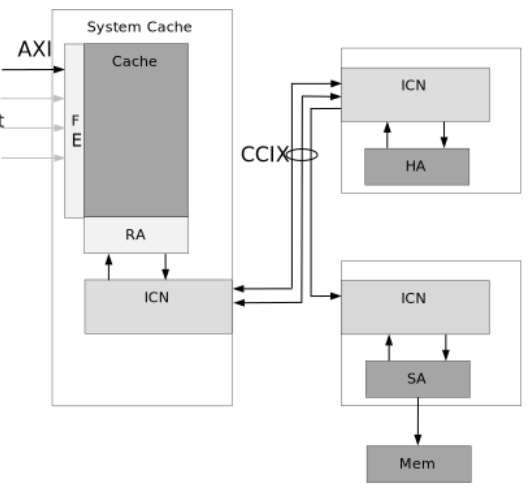 System Cache
AXI
Cache
t
F
E
RA
ICN
CCIX
ICN
HA
ICN
SA
Mem